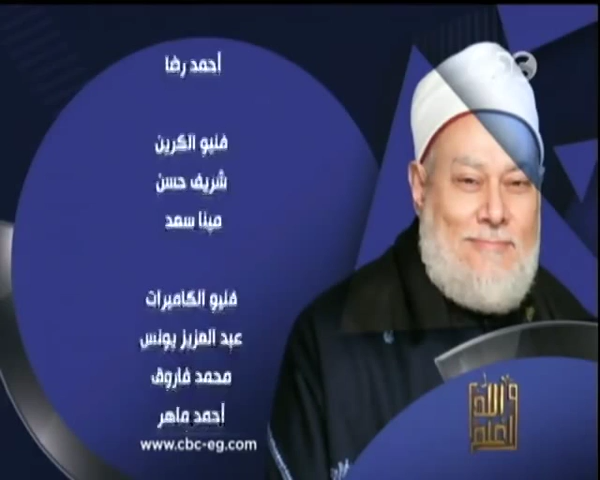 أحمد رضا
فنيو الكرين
شريف حسن
مينا سعد
فنيو الكاميرات
عبد العزيز يونس
محمد فاروق
أحمد ماهر
www.cbc-eg.com
والله أعلم